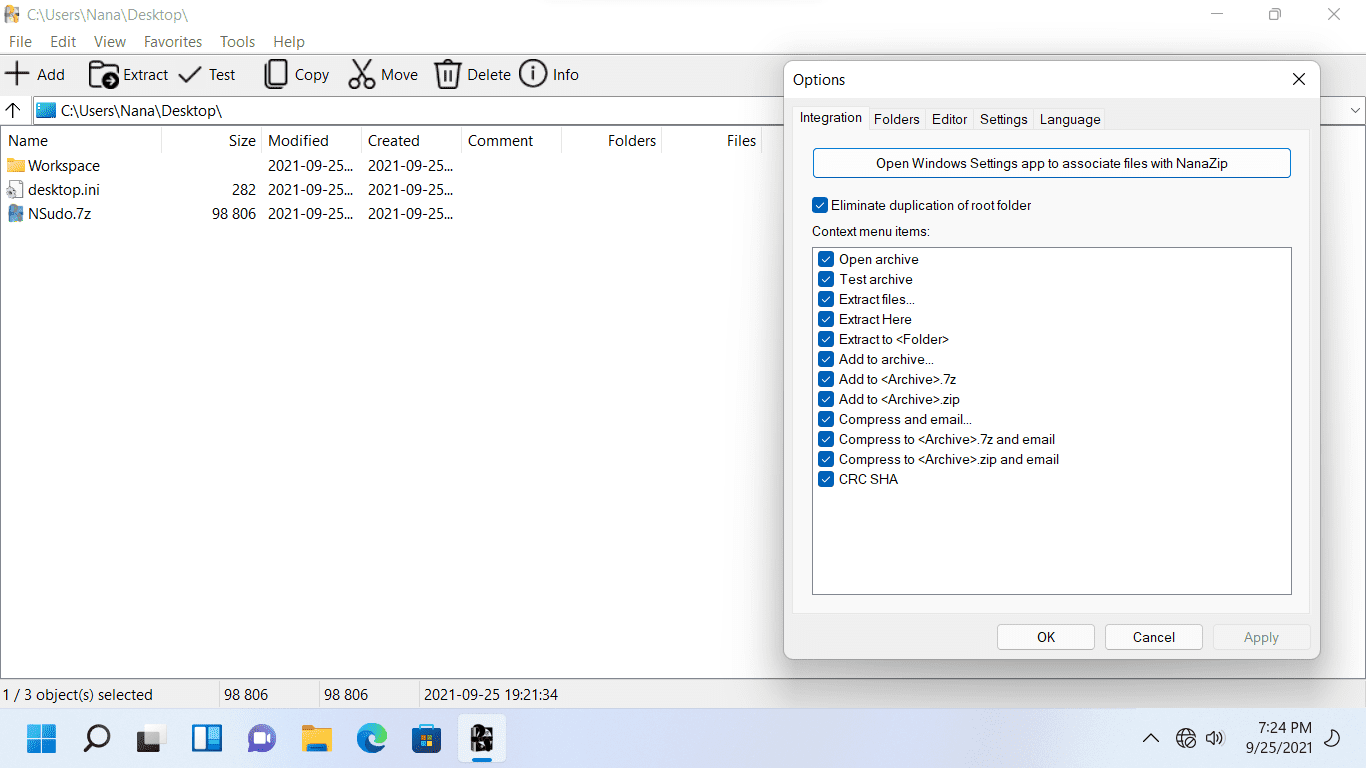 C:\Users\Nana\Desktop\
File Edit View Favorites Tools Help
Add Extract Test Copy Move Delete Info
C:\Users\Nana\Desktop\
Name Size Modified Created Comment Folders Files
Workspace 2021-09-25... 2021-09-25...
desktop.ini 282 2021-09-25... 2021-09-25...
NSudo.7z 98 806 2021-09-25... 2021-09-25...
Options
Integration Folders Editor Settings Language
Open Windows Settings app to associate files with NanaZip
Eliminate duplication of root folder
Context menu items:
Open archive
Test archive
Extract files...
Extract Here
Extract to <Folder>
Add to archive...
Add to <Archive>.7z
Add to <Archive>.zip
Compress and email...
Compress to <Archive>.7z and email
Compress to <Archive>.zip and email
CRC SHA
OK Cancel Apply
1 / 3 object(s) selected 98 806 98 806 2021-09-25 19:21:34
7:24 PM
9/25/2021